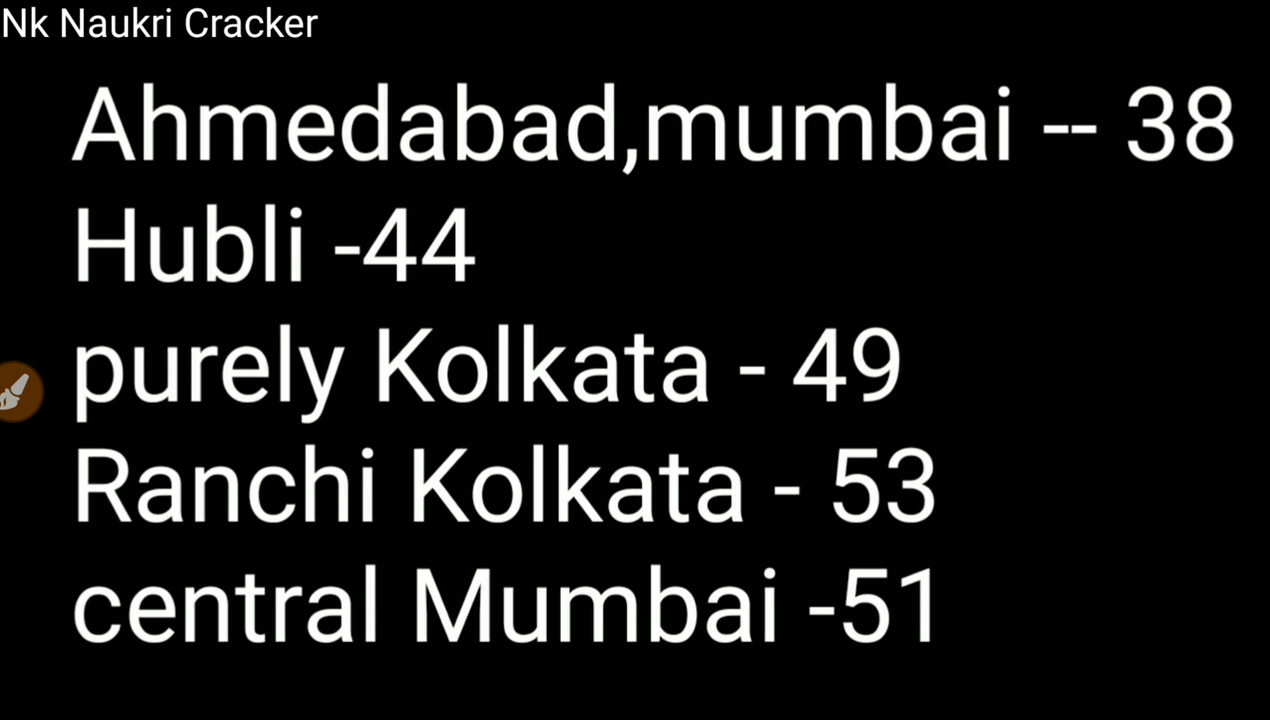 Nk Naukri Cracker
Ahmedabad,mumbai -- 38
Hubli -44
purely Kolkata - 49
Ranchi Kolkata - 53
central Mumbai -51